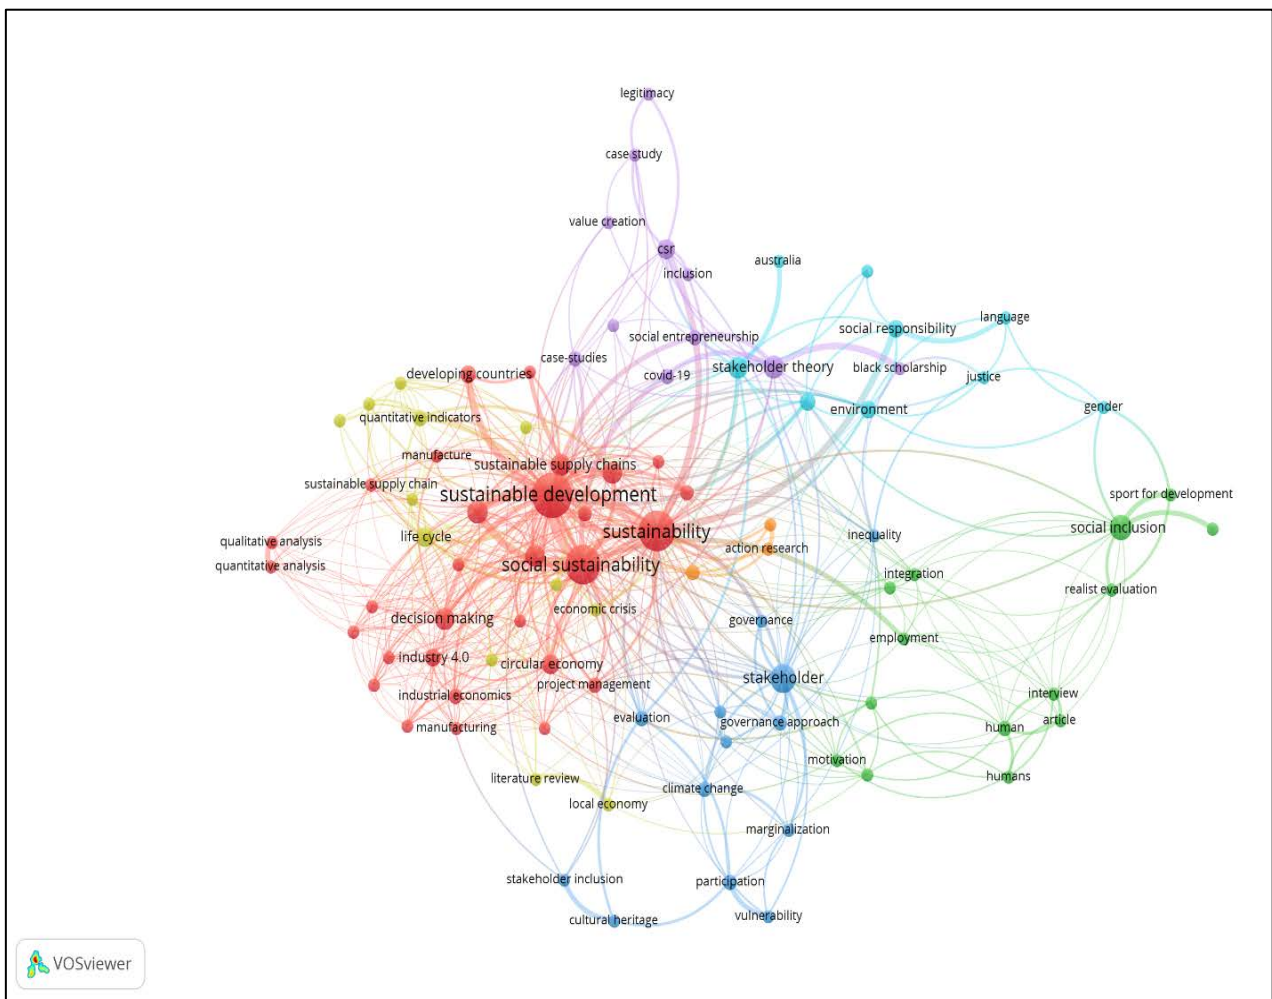 legitimacy
case study
value creation
csr
inclusion
australia
social entrepreneurship
social responsibility
language
case-studies
covid-19
stakeholder theory
black scholarship
justice
developing countries
quantitative indicators
environment
gender
manufacture
sustainable supply chains
sustainable supply chain
sustainable development
sport for development
qualitative analysis
life cycle
sustainability
inequality
social inclusion
quantitative analysis
social sustainability
action research
integration
realist evaluation
decision making
economic crisis
governance
employment
industry 4.0
circular economy
stakeholder
industrial economics
project management
interview
manufacturing
evaluation
governance approach
human
article
motivation
literature review
climate change
humans
local economy
marginalization
stakeholder inclusion
participation
cultural heritage
vulnerability
VOSviewer